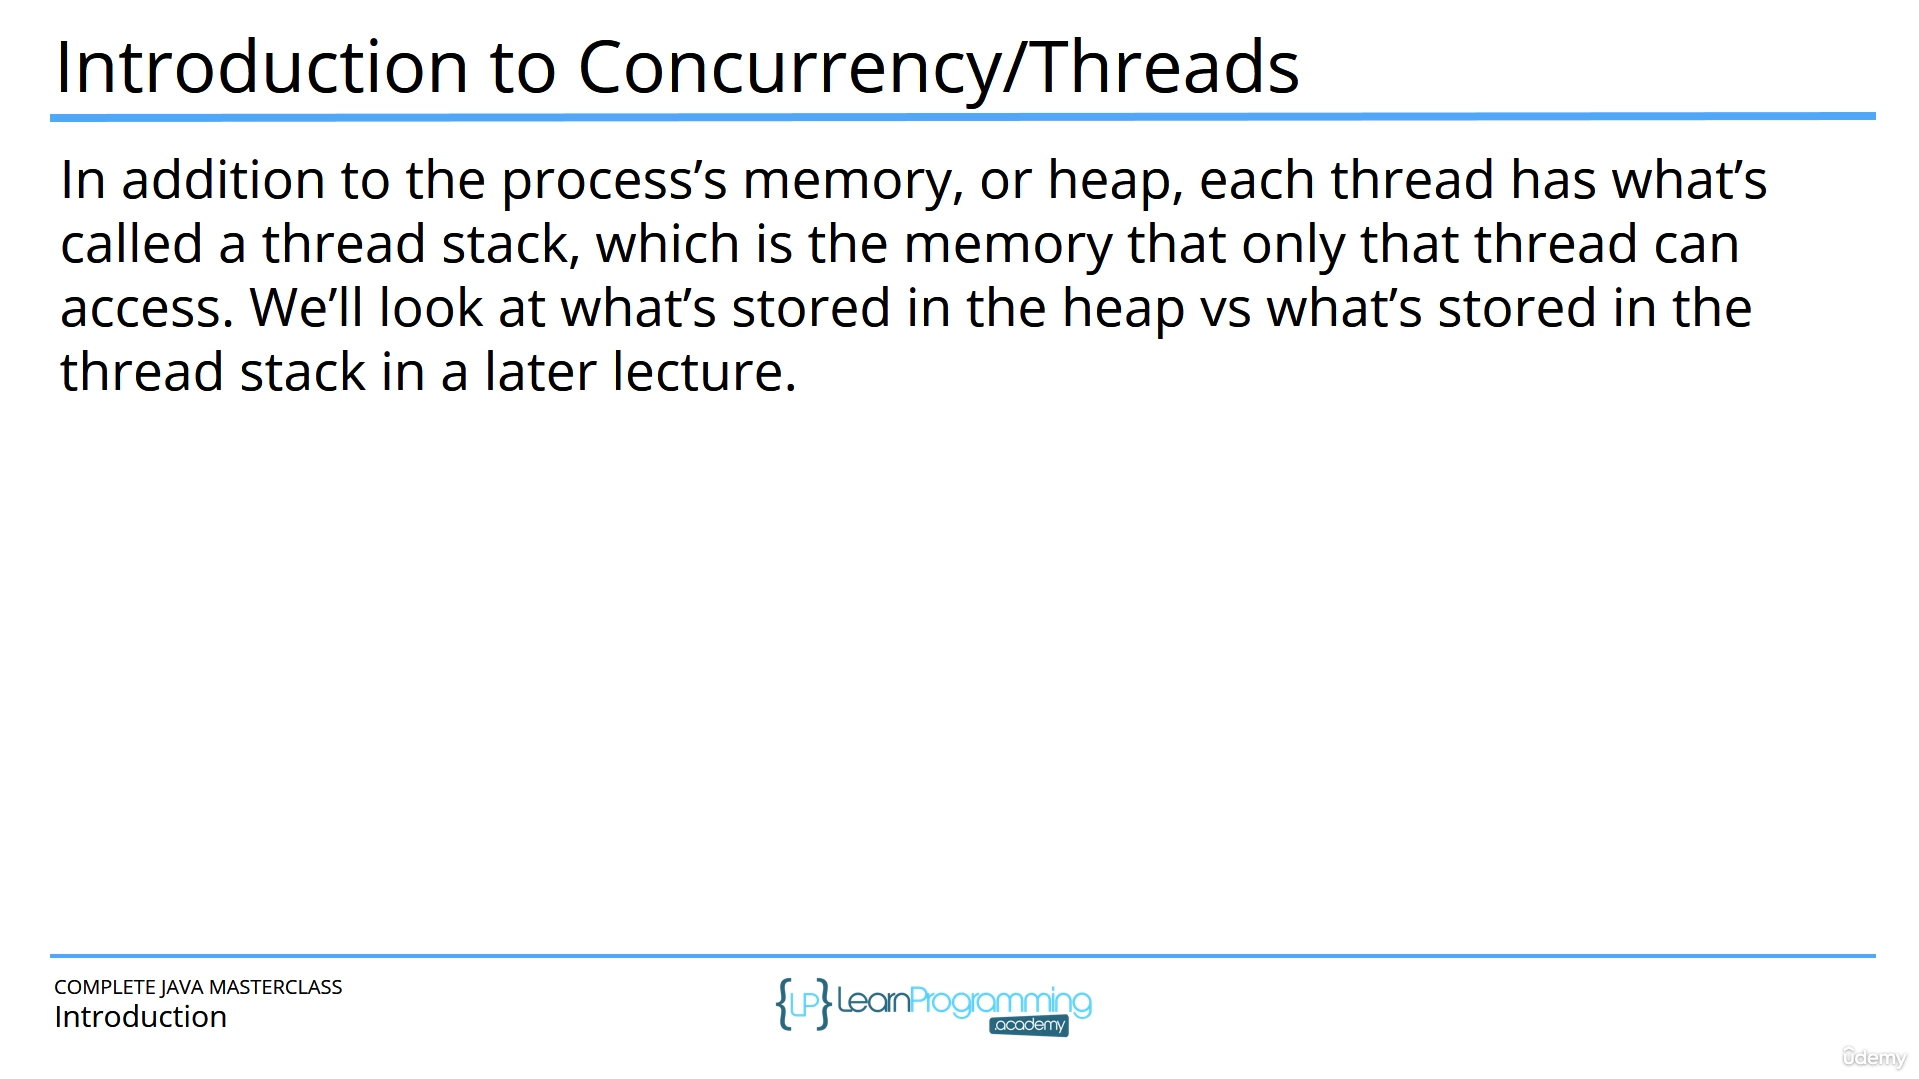 Introduction to Concurrency/Threads
In addition to the process’s memory, or heap, each thread has what’s
called a thread stack, which is the memory that only that thread can
access. We’ll look at what’s stored in the heap vs what’s stored in the
thread stack in a later lecture.
COMPLETE JAVA MASTERCLASS
Introduction
{LP} LearnProgramming
academy
ûdemy